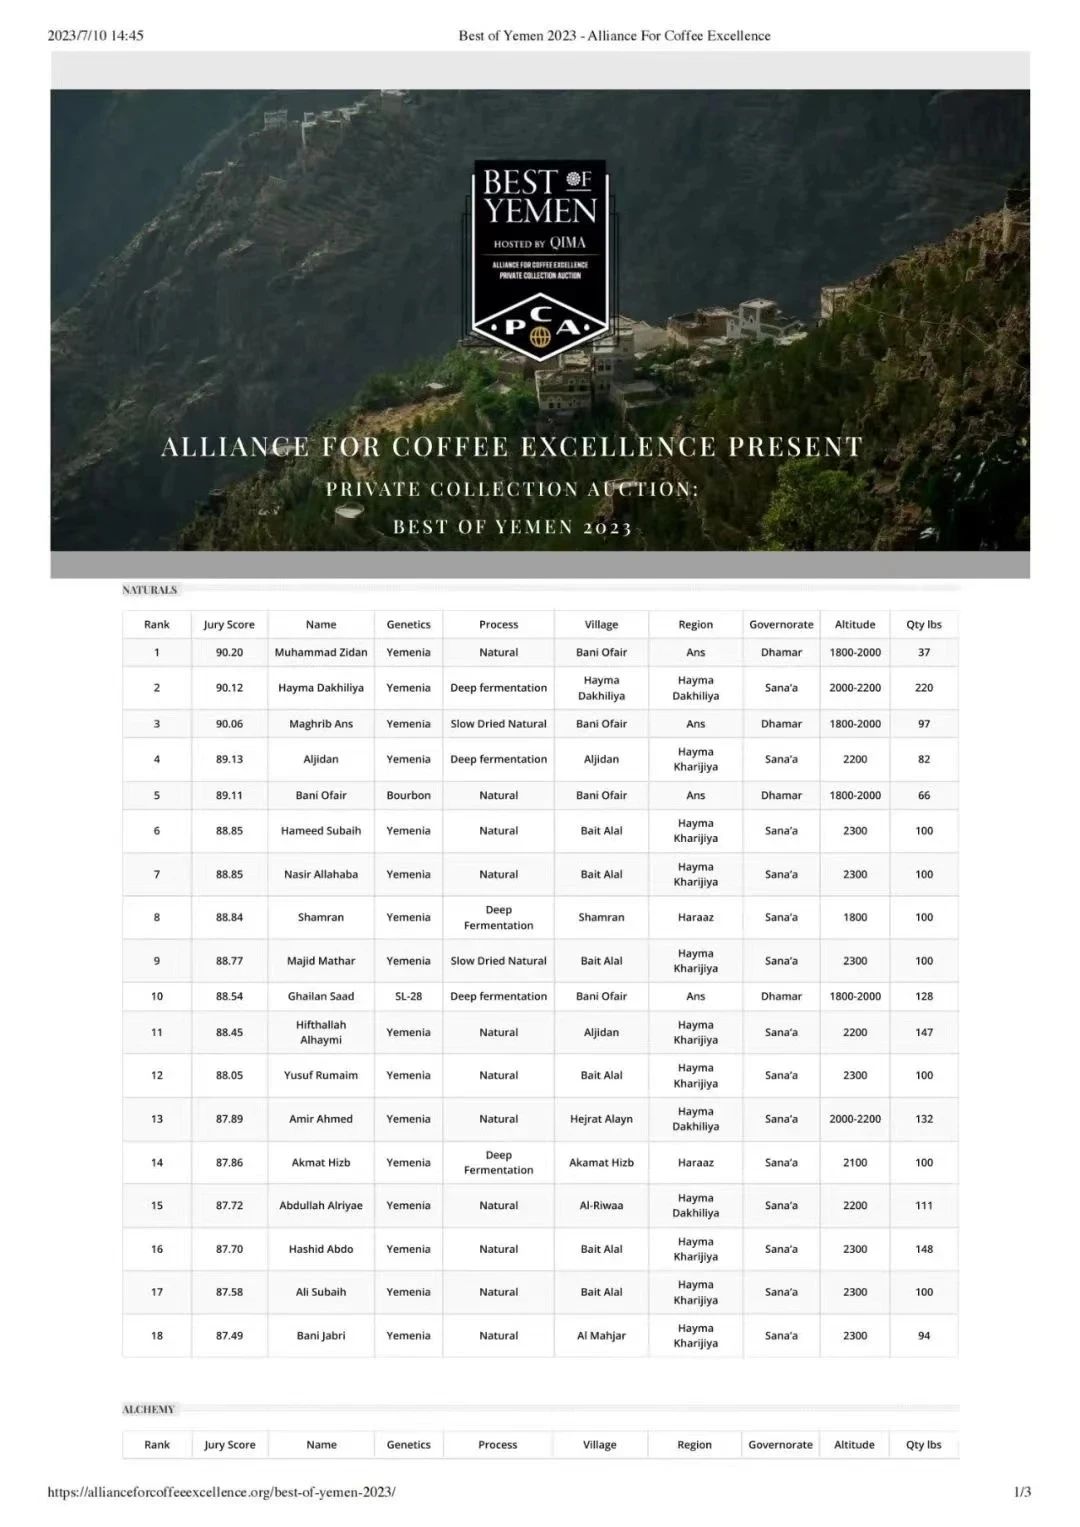 2023/7/10 14:45 Best of Yemen 2023 - Alliance For Coffee Excellence
BEST OF
YEMEN
HOSTED BY QIMA
ALLIANCE FOR COFFEE EXCELLENCE
PRIVATE COLLECTION AUCTION
P C A
ALLIANCE FOR COFFEE EXCELLENCE PRESENT
PRIVATE COLLECTION AUCTION:
BEST OF YEMEN 2023
NATURALS
Rank Jury Score Name Genetics Process Village Region Governorate Altitude Qty lbs
1 90.20 Muhammad Zidan Yemenia Natural Bani Ofair Ans Dhamar 1800-2000 37
2 90.12 Hayma Dakhiliya Yemenia Deep fermentation Hayma Dakhiliya Hayma Dakhiliya Sana'a 2000-2200 220
3 90.06 Maghrib Ans Yemenia Slow Dried Natural Bani Ofair Ans Dhamar 1800-2000 97
4 89.13 Aljidan Yemenia Deep fermentation Aljidan Hayma Kharijiya Sana'a 2200 82
5 89.11 Bani Ofair Bourbon Natural Bani Ofair Ans Dhamar 1800-2000 66
6 88.85 Hameed Subaih Yemenia Natural Bait Alal Hayma Kharijiya Sana'a 2300 100
7 88.85 Nasir Allahaba Yemenia Natural Bait Alal Hayma Kharijiya Sana'a 2300 100
8 88.84 Shamran Yemenia Deep Fermentation Shamran Haraaz Sana'a 1800 100
9 88.77 Majid Mathar Yemenia Slow Dried Natural Bait Alal Hayma Kharijiya Sana'a 2300 100
10 88.54 Ghailan Saad SL-28 Deep fermentation Bani Ofair Ans Dhamar 1800-2000 128
11 88.45 Hifthallah Alhaymi Yemenia Natural Aljidan Hayma Kharijiya Sana'a 2200 147
12 88.05 Yusuf Rumaim Yemenia Natural Bait Alal Hayma Kharijiya Sana'a 2300 100
13 87.89 Amir Ahmed Yemenia Natural Hejrat Alayn Hayma Dakhiliya Sana'a 2000-2200 132
14 87.86 Akmat Hizb Yemenia Deep Fermentation Akamat Hizb Haraaz Sana'a 2100 100
15 87.72 Abdullah Alriyae Yemenia Natural Al-Riwaa Hayma Dakhiliya Sana'a 2200 111
16 87.70 Hashid Abdo Yemenia Natural Bait Alal Hayma Kharijiya Sana'a 2300 148
17 87.58 Ali Subaih Yemenia Natural Bait Alal Hayma Kharijiya Sana'a 2300 100
18 87.49 Bani Jabri Yemenia Natural Al Mahjar Hayma Kharijiya Sana'a 2300 94
ALCHEMY
Rank Jury Score Name Genetics Process Village Region Governorate Altitude Qty lbs
https://allianceforcoffeeexcellence.org/best-of-yemen-2023/ 1/3